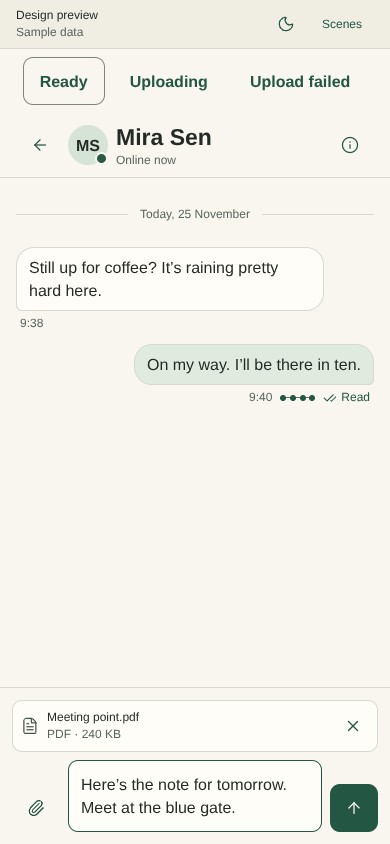 Design preview
Sample data
Scenes
Ready
Uploading
Upload failed
MS
Mira Sen
Online now
Today, 25 November
Still up for coffee? It’s raining pretty
hard here.
9:38
On my way. I’ll be there in ten.
9:40
Read
Meeting point.pdf
PDF · 240 KB
Here’s the note for tomorrow.
Meet at the blue gate.